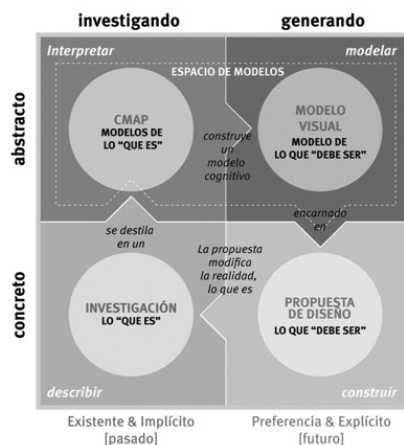 investigando
generando
Interpretar
modelar
ESPACIO DE MODELOS
abstracto
CMAP
MODELOS DE
LO "QUE ES"
construye
un
modelo
cognitivo
MODELO
VISUAL
MODELO DE
LO QUE "DEBE SER"
se destila
en un
encarnado
en
La propuesta
modifica
la realidad,
lo que es
concreto
INVESTIGACIÓN
LO "QUE ES"
PROPUESTA
DE DISEÑO
LO QUE "DEBE SER"
describir
construir
Existente & Implícito
[pasado]
Preferencia & Explícito
[futuro]